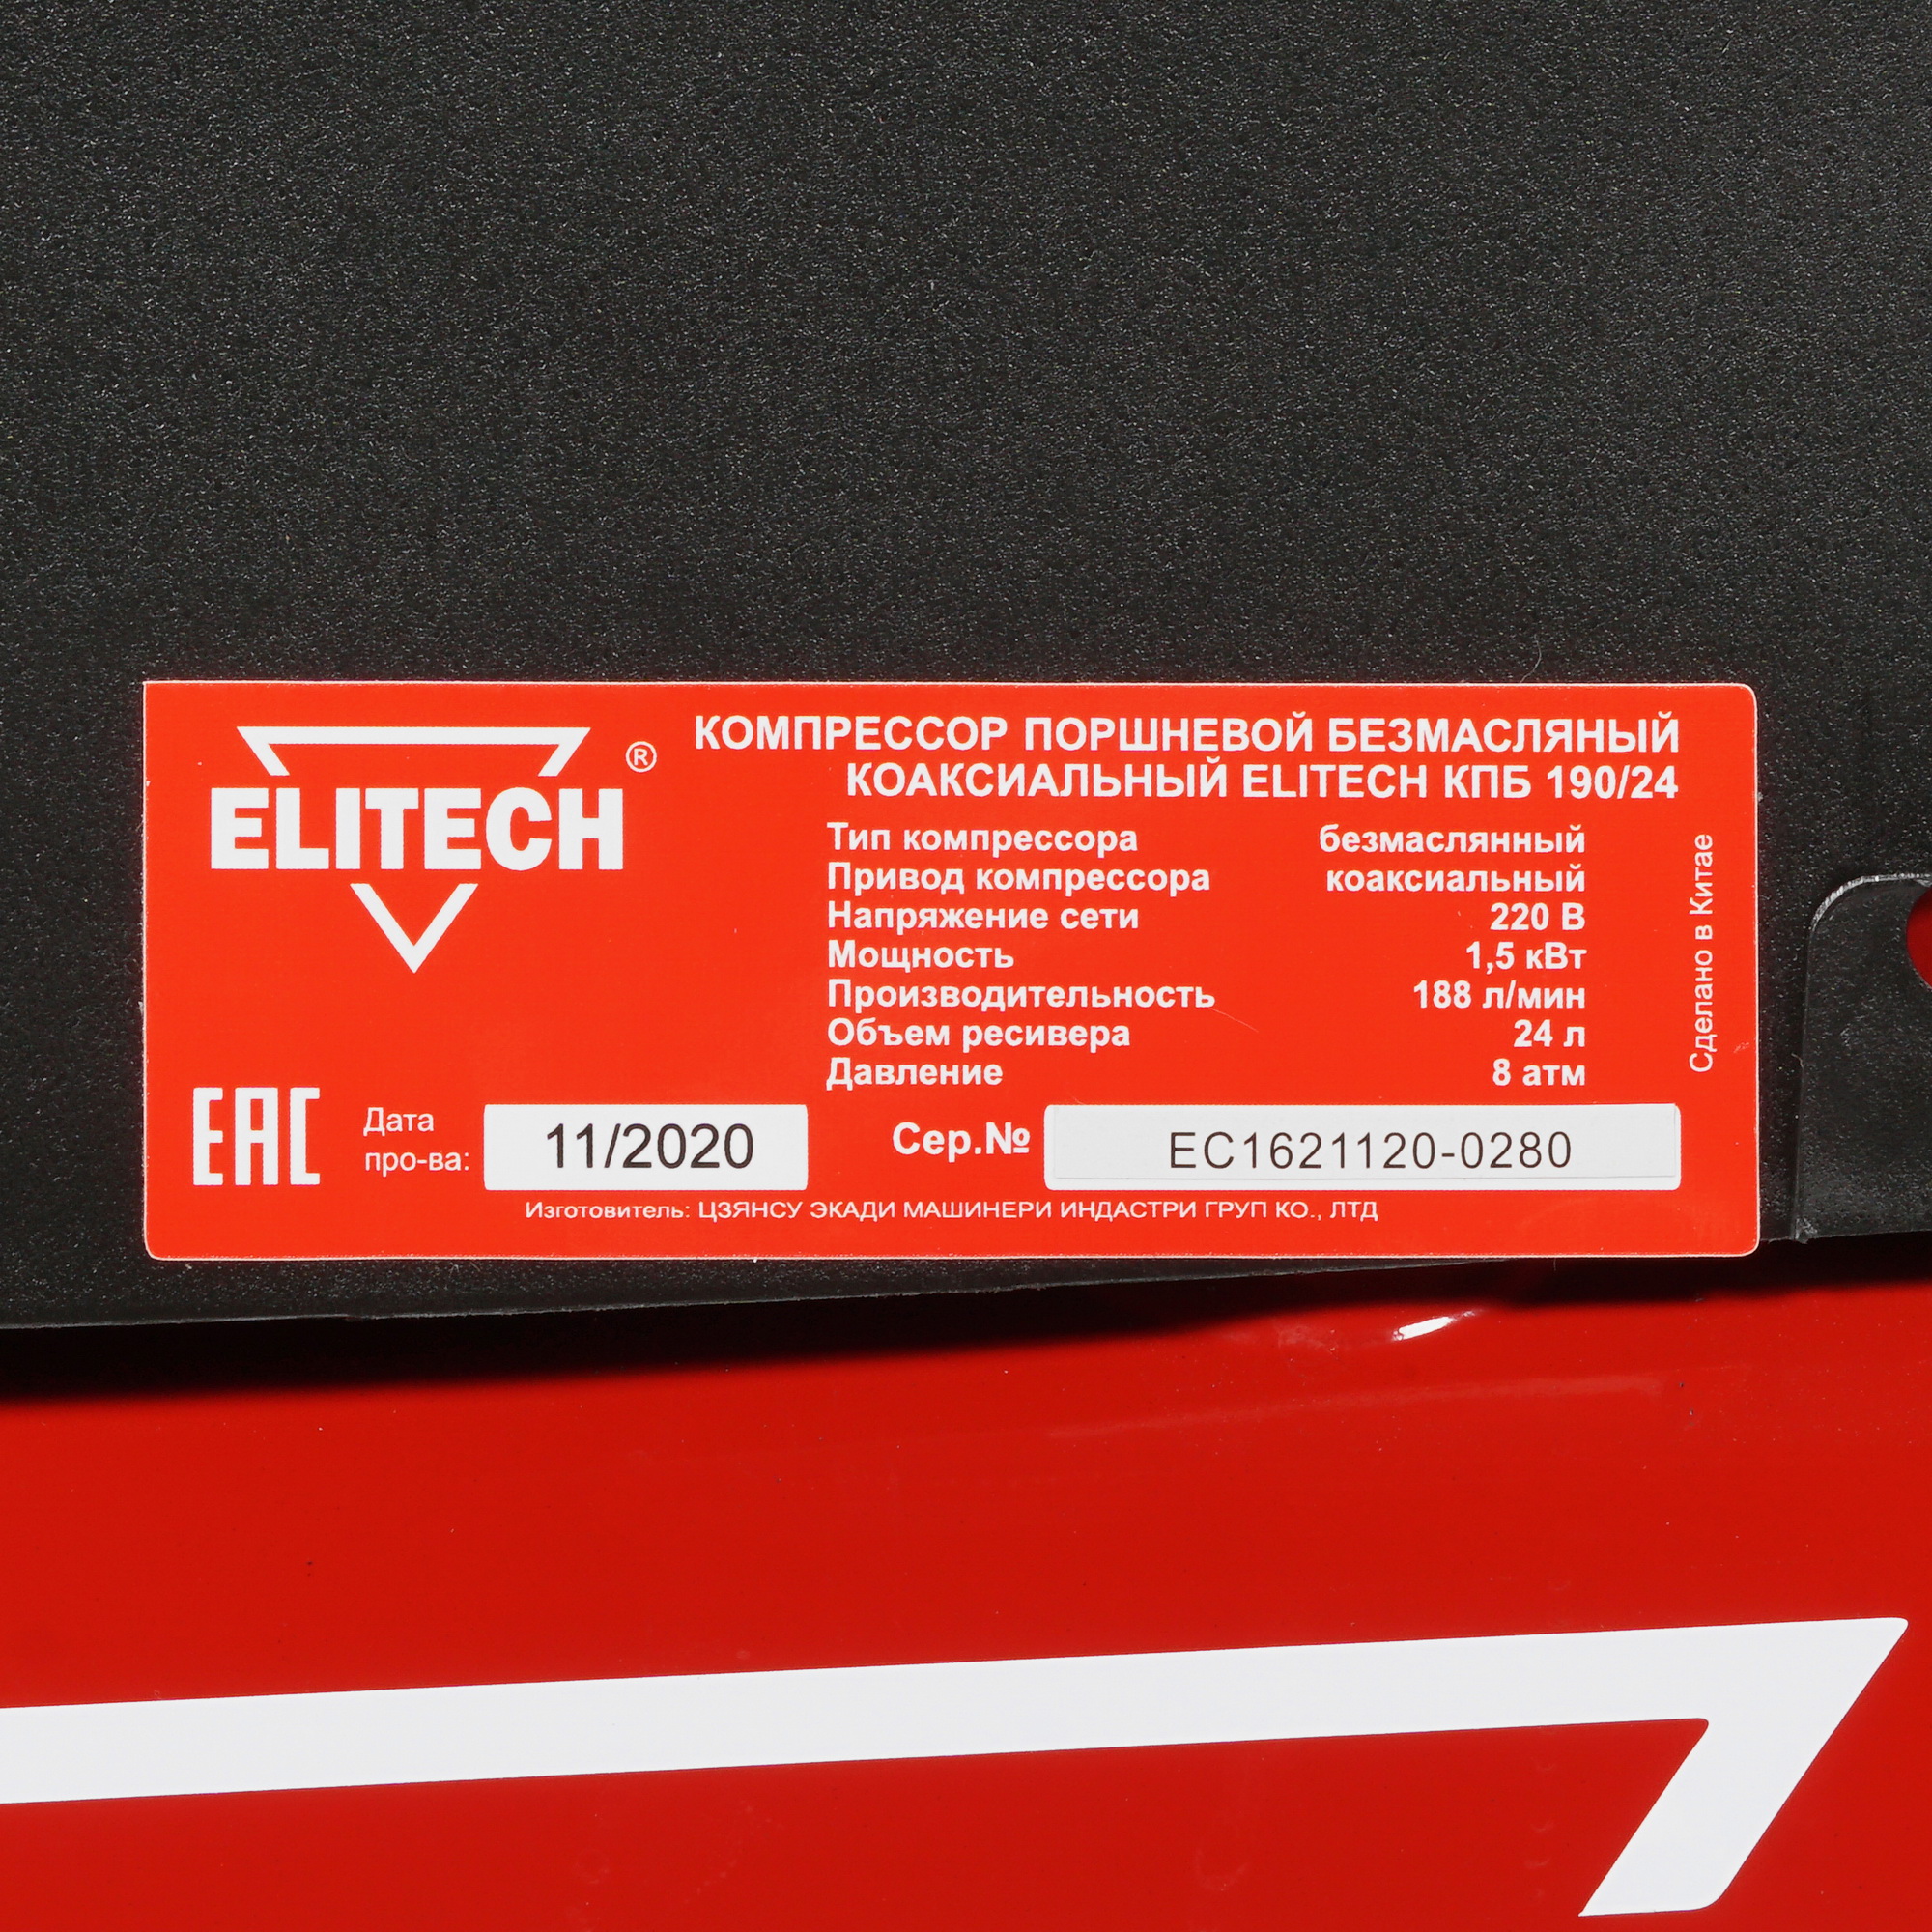 ELITECH ®
КОМПРЕССОР ПОРШНЕВОЙ БЕЗМАСЛЯНЫЙ
КОАКСИАЛЬНЫЙ ELITECH КПБ 190/24
Тип компрессора безмаслянный
Привод компрессора коаксиальный
Напряжение сети 220 В
Мощность 1,5 кВт
Производительность 188 л/мин
Объем ресивера 24 л
Давление 8 атм
Сделано в Китае
EAC
Дата
про-ва: 11/2020
Сер.№ EC1621120-0280
Изготовитель: ЦЗЯНСУ ЭКАДИ МАШИНЕРИ ИНДАСТРИ ГРУП КО., ЛТД